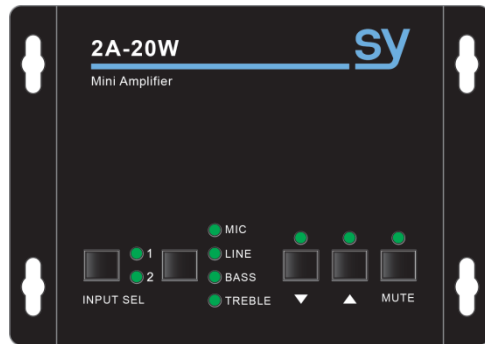 2A-20W
sy
Mini Amplifier
MIC
1
LINE
2
BASS
TREBLE
INPUT SEL
▼
▲
MUTE